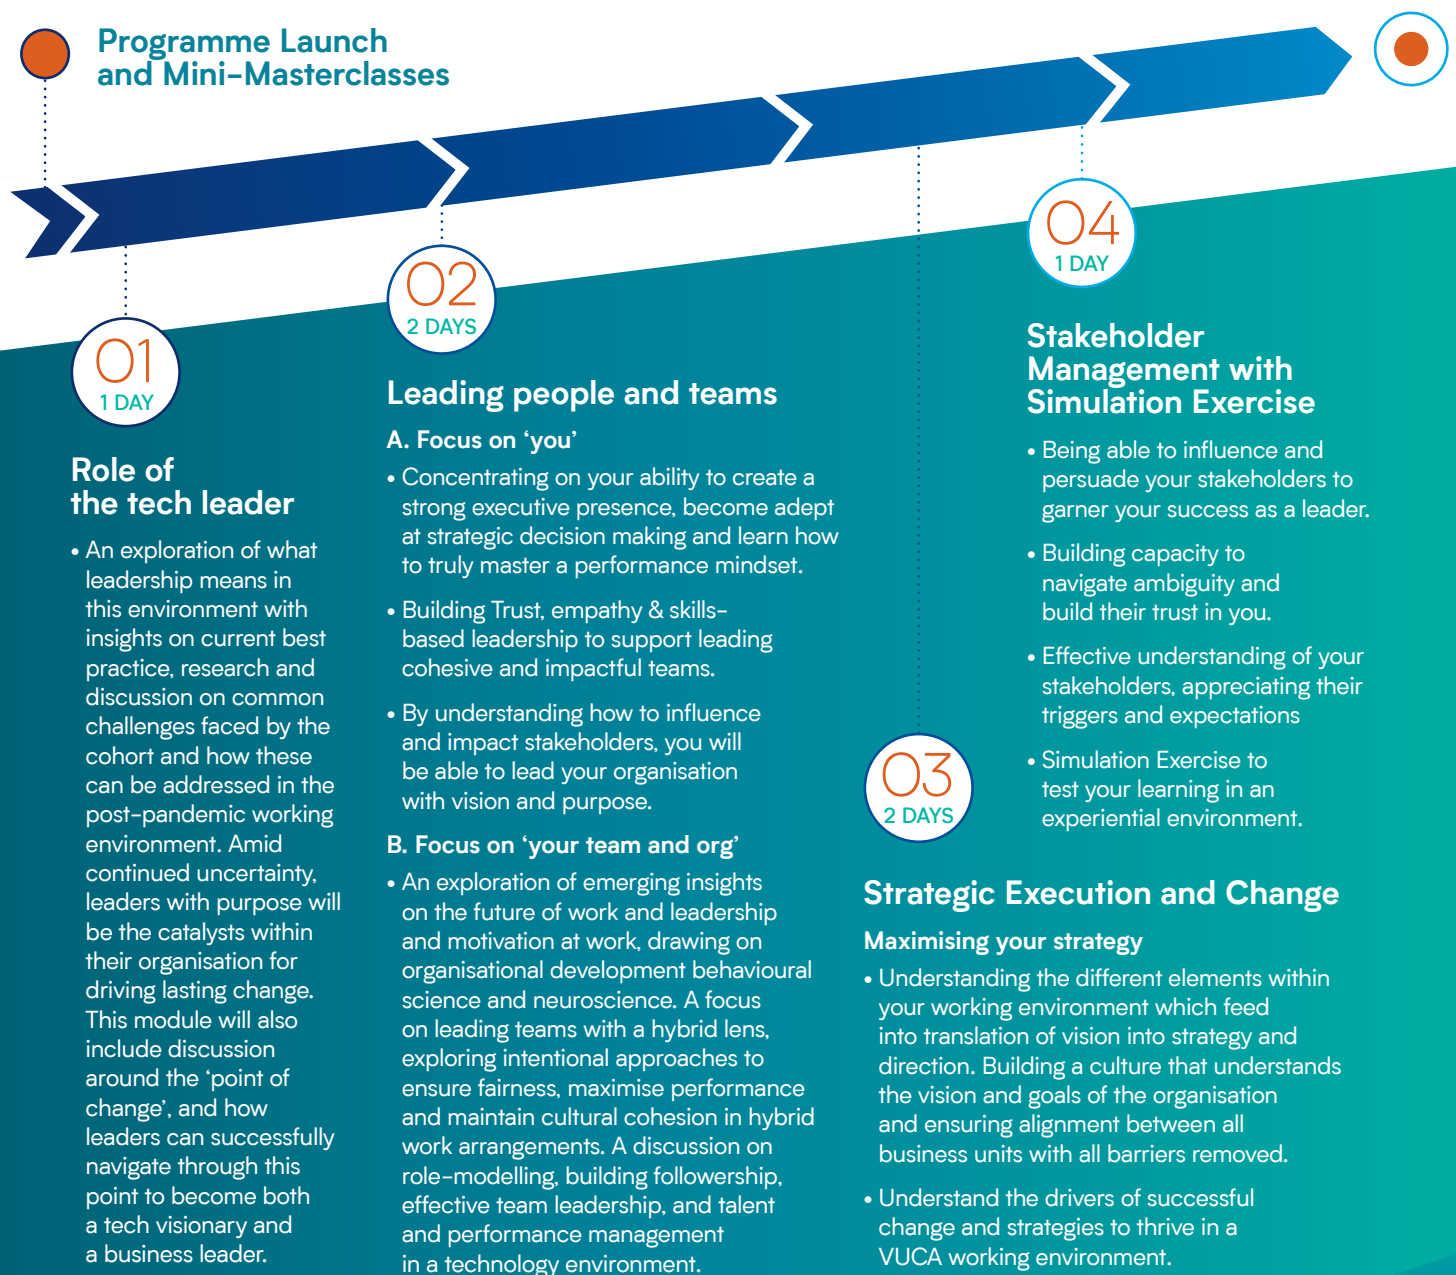 Programme Launch
and Mini-Masterclasses
01
1 DAY
Role of
the tech leader
• An exploration of what
leadership means in
this environment with
insights on current best
practice, research and
discussion on common
challenges faced by the
cohort and how these
can be addressed in the
post-pandemic working
environment. Amid
continued uncertainty,
leaders with purpose will
be the catalysts within
their organisation for
driving lasting change.
This module will also
include discussion
around the ‘point of
change’, and how
leaders can successfully
navigate through this
point to become both
a tech visionary and
a business leader.
02
2 DAYS
Leading people and teams
A. Focus on ‘you’
• Concentrating on your ability to create a
strong executive presence, become adept
at strategic decision making and learn how
to truly master a performance mindset.
• Building Trust, empathy & skills-
based leadership to support leading
cohesive and impactful teams.
• By understanding how to influence
and impact stakeholders, you will
be able to lead your organisation
with vision and purpose.
B. Focus on ‘your team and org’
• An exploration of emerging insights
on the future of work and leadership
and motivation at work, drawing on
organisational development behavioural
science and neuroscience. A focus
on leading teams with a hybrid lens,
exploring intentional approaches to
ensure fairness, maximise performance
and maintain cultural cohesion in hybrid
work arrangements. A discussion on
role-modelling, building followership,
effective team leadership, and talent
and performance management
in a technology environment.
03
2 DAYS
Strategic Execution and Change
Maximising your strategy
• Understanding the different elements within
your working environment which feed
into translation of vision into strategy and
direction. Building a culture that understands
the vision and goals of the organisation
and ensuring alignment between all
business units with all barriers removed.
• Understand the drivers of successful
change and strategies to thrive in a
VUCA working environment.
04
1 DAY
Stakeholder
Management with
Simulation Exercise
• Being able to influence and
persuade your stakeholders to
garner your success as a leader.
• Building capacity to
navigate ambiguity and
build their trust in you.
• Effective understanding of your
stakeholders, appreciating their
triggers and expectations
• Simulation Exercise to
test your learning in an
experiential environment.